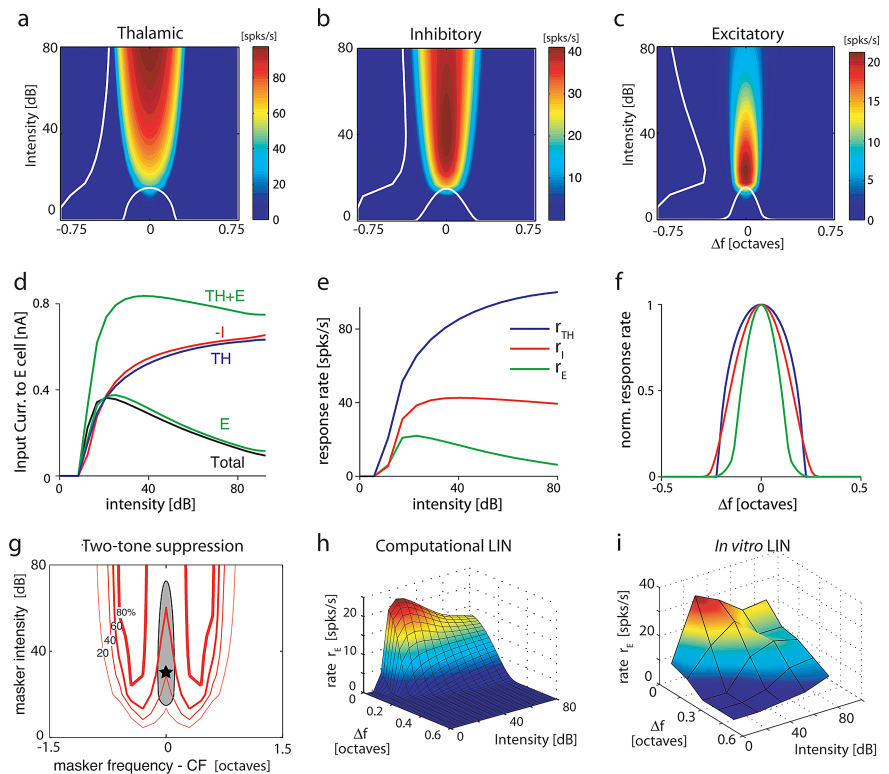 a
Thalamic
[spks/s]
80
40
0
Intensity [dB]
-0.75
0
0.75
80
60
40
20
0
b
Inhibitory
[spks/s]
80
40
0
-0.75
0
0.75
40
30
20
10
c
Excitatory
[spks/s]
80
40
0
Intensity [dB]
-0.75
0
0.75
Δf [octaves]
20
15
10
5
0
d
TH+E
-I
TH
E
Total
0.8
0.4
0
Input Curr. to E cell [nA]
0
40
80
intensity [dB]
e
r_TH
r_I
r_E
80
40
0
response rate [spks/s]
0
40
80
intensity [dB]
f
1
0.5
0
norm. response rate
-0.5
0
0.5
Δf [octaves]
g
Two-tone suppression
80
40
0
masker intensity [dB]
80%
60
40
20
-1.5
0
1.5
masker frequency - CF [octaves]
h
Computational LIN
20
10
0
rate r_E [spks/s]
0
0.2
0.4
0.6
Δf
[octaves]
0
40
80
Intensity [dB]
i
In vitro LIN
40
20
0
rate r_E [spks/s]
0
0.3
0.6
Δf
[octaves]
0
40
80
Intensity [dB]